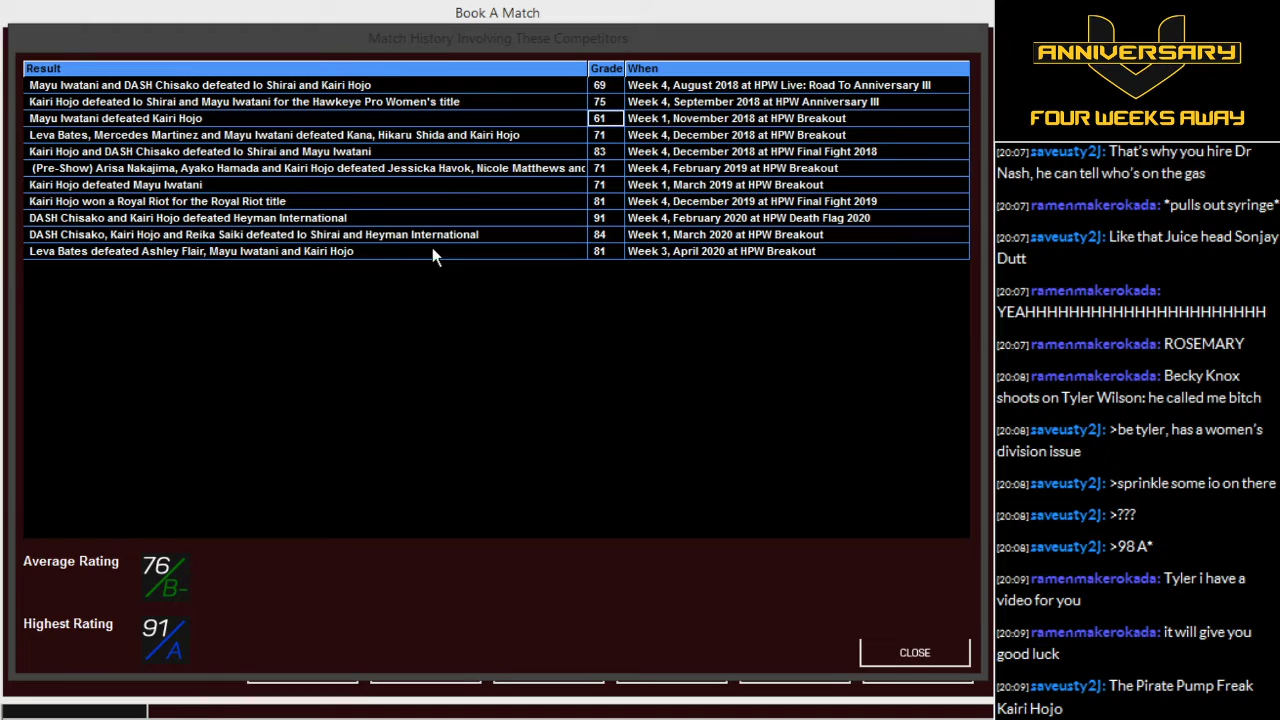 Book A Match
Match History Involving These Competitors
Result Grade When
Mayu Iwatani and DASH Chisako defeated Io Shirai and Kairi Hojo 69 Week 4, August 2018 at HPW Live: Road To Anniversary III
Kairi Hojo defeated Io Shirai and Mayu Iwatani for the Hawkeye Pro Women's title 75 Week 4, September 2018 at HPW Anniversary III
Mayu Iwatani defeated Kairi Hojo 61 Week 1, November 2018 at HPW Breakout
Leva Bates, Mercedes Martinez and Mayu Iwatani defeated Kana, Hikaru Shida and Kairi Hojo 71 Week 4, December 2018 at HPW Breakout
Kairi Hojo and DASH Chisako defeated Io Shirai and Mayu Iwatani 83 Week 4, December 2018 at HPW Final Fight 2018
(Pre-Show) Arisa Nakajima, Ayako Hamada and Kairi Hojo defeated Jessicka Havok, Nicole Matthews and 71 Week 4, February 2019 at HPW Breakout
Kairi Hojo defeated Mayu Iwatani 71 Week 1, March 2019 at HPW Breakout
Kairi Hojo won a Royal Riot for the Royal Riot title 81 Week 4, December 2019 at HPW Final Fight 2019
DASH Chisako and Kairi Hojo defeated Heyman International 91 Week 4, February 2020 at HPW Death Flag 2020
DASH Chisako, Kairi Hojo and Reika Saiki defeated Io Shirai and Heyman International 84 Week 1, March 2020 at HPW Breakout
Leva Bates defeated Ashley Flair, Mayu Iwatani and Kairi Hojo 81 Week 3, April 2020 at HPW Breakout
Average Rating 76 B-
Highest Rating 91 A
CLOSE
ANNIVERSARY
V
FOUR WEEKS AWAY
[20:07] saveusty2J: That's why you hire Dr
Nash, he can tell who's on the gas
[20:07] ramenmakerokada: *pulls out syringe*
[20:07] saveusty2J: Like that Juice head Sonjay
Dutt
[20:07] ramenmakerokada:
YEAHHHHHHHHHHHHHHHHHHHHHHH
[20:07] ramenmakerokada: ROSEMARY
[20:08] ramenmakerokada: Becky Knox
shoots on Tyler Wilson: he called me bitch
[20:08] saveusty2J: >be tyler, has a women's
division issue
[20:08] saveusty2J: >sprinkle some io on there
[20:08] saveusty2J: >???
[20:08] saveusty2J: >98 A*
[20:09] ramenmakerokada: Tyler i have a
video for you
[20:09] ramenmakerokada: it will give you
good luck
[20:09] saveusty2J: The Pirate Pump Freak
Kairi Hojo